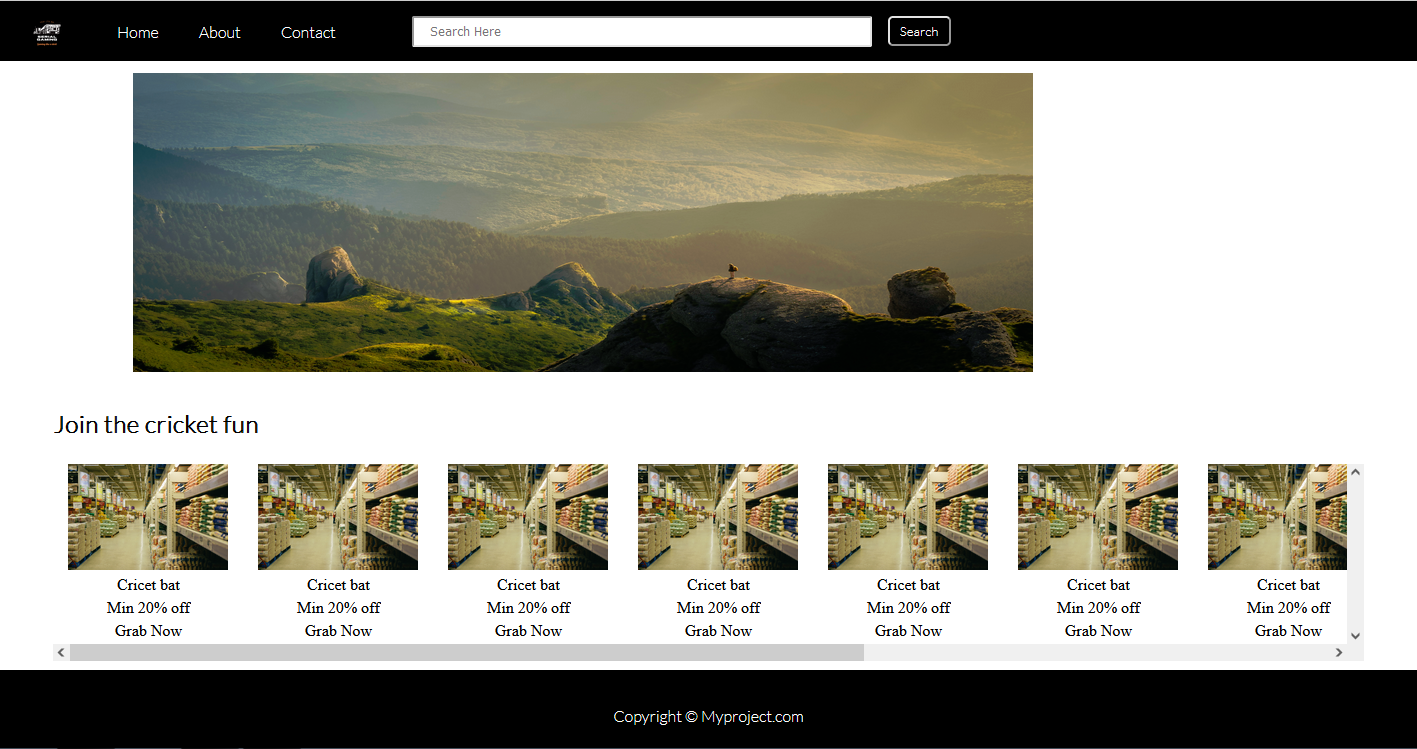 SERIAL
GAMING
Home
About
Contact
Search Here
Search
Join the cricket fun
Cricet bat
Min 20% off
Grab Now
Cricet bat
Min 20% off
Grab Now
Cricet bat
Min 20% off
Grab Now
Cricet bat
Min 20% off
Grab Now
Cricet bat
Min 20% off
Grab Now
Cricet bat
Min 20% off
Grab Now
Cricet bat
Min 20% off
Grab Now
Copyright © Myproject.com